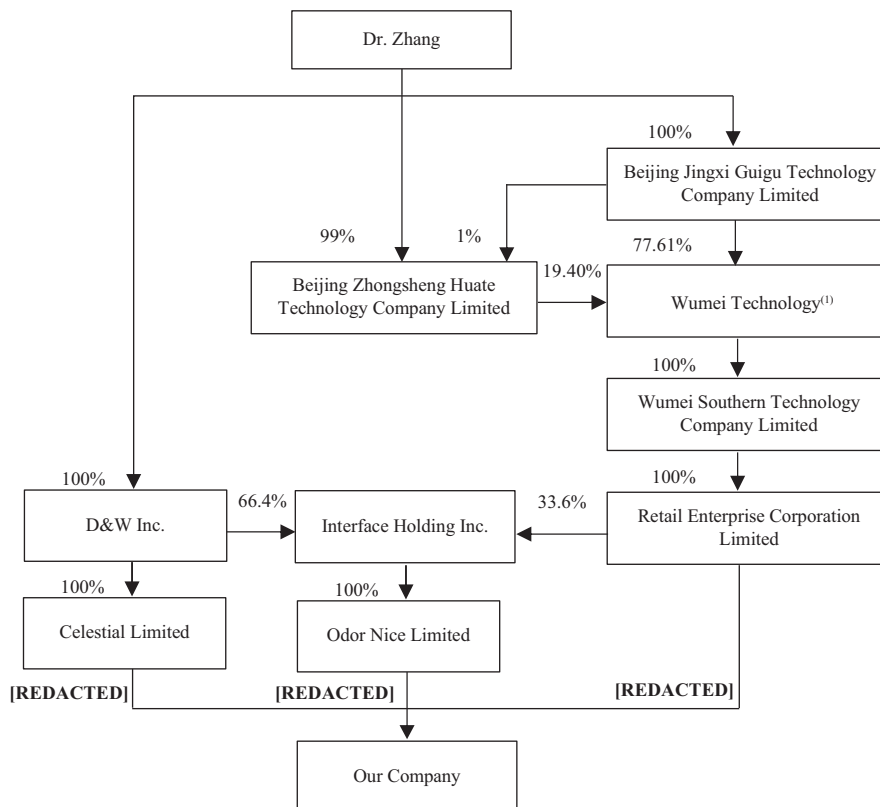 Dr. Zhang
100%
Beijing Jingxi Guigu Technology
Company Limited
99%
1%
77.61%
Beijing Zhongsheng Huate
Technology Company Limited
19.40%
Wumei Technology(1)
100%
Wumei Southern Technology
Company Limited
100%
100%
D&W Inc.
66.4%
Interface Holding Inc.
33.6%
Retail Enterprise Corporation
Limited
100%
100%
Celestial Limited
Odor Nice Limited
[REDACTED]
[REDACTED]
[REDACTED]
Our Company